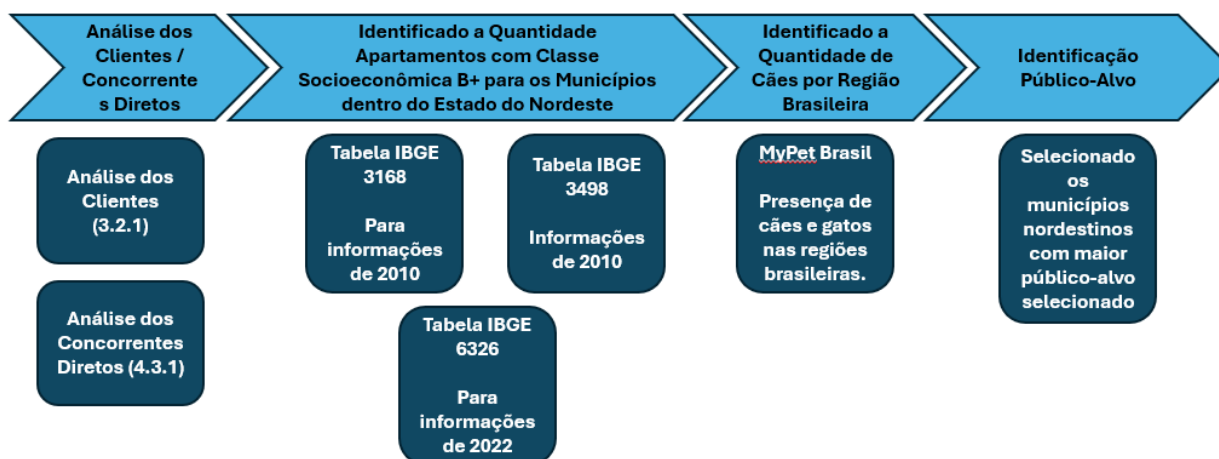 Análise dos
Clientes /
Concorrente
s Diretos
Identificado a Quantidade
Apartamentos com Classe
Socioeconômica B+ para os Municípios
dentro do Estado do Nordeste
Identificado a
Quantidade de
Cães por Região
Brasileira
Identificação
Público-Alvo
Análise dos
Clientes
(3.2.1)
Análise dos
Concorrentes
Diretos (4.3.1)
Tabela IBGE
3168
Para
informações
de 2010
Tabela IBGE
3498
Informações
de 2010
Tabela IBGE
6326
Para
informações
de 2022
MyPet Brasil
Presença de
cães e gatos
nas regiões
brasileiras.
Selecionado
os
municípios
nordestinos
com maior
público-alvo
selecionado